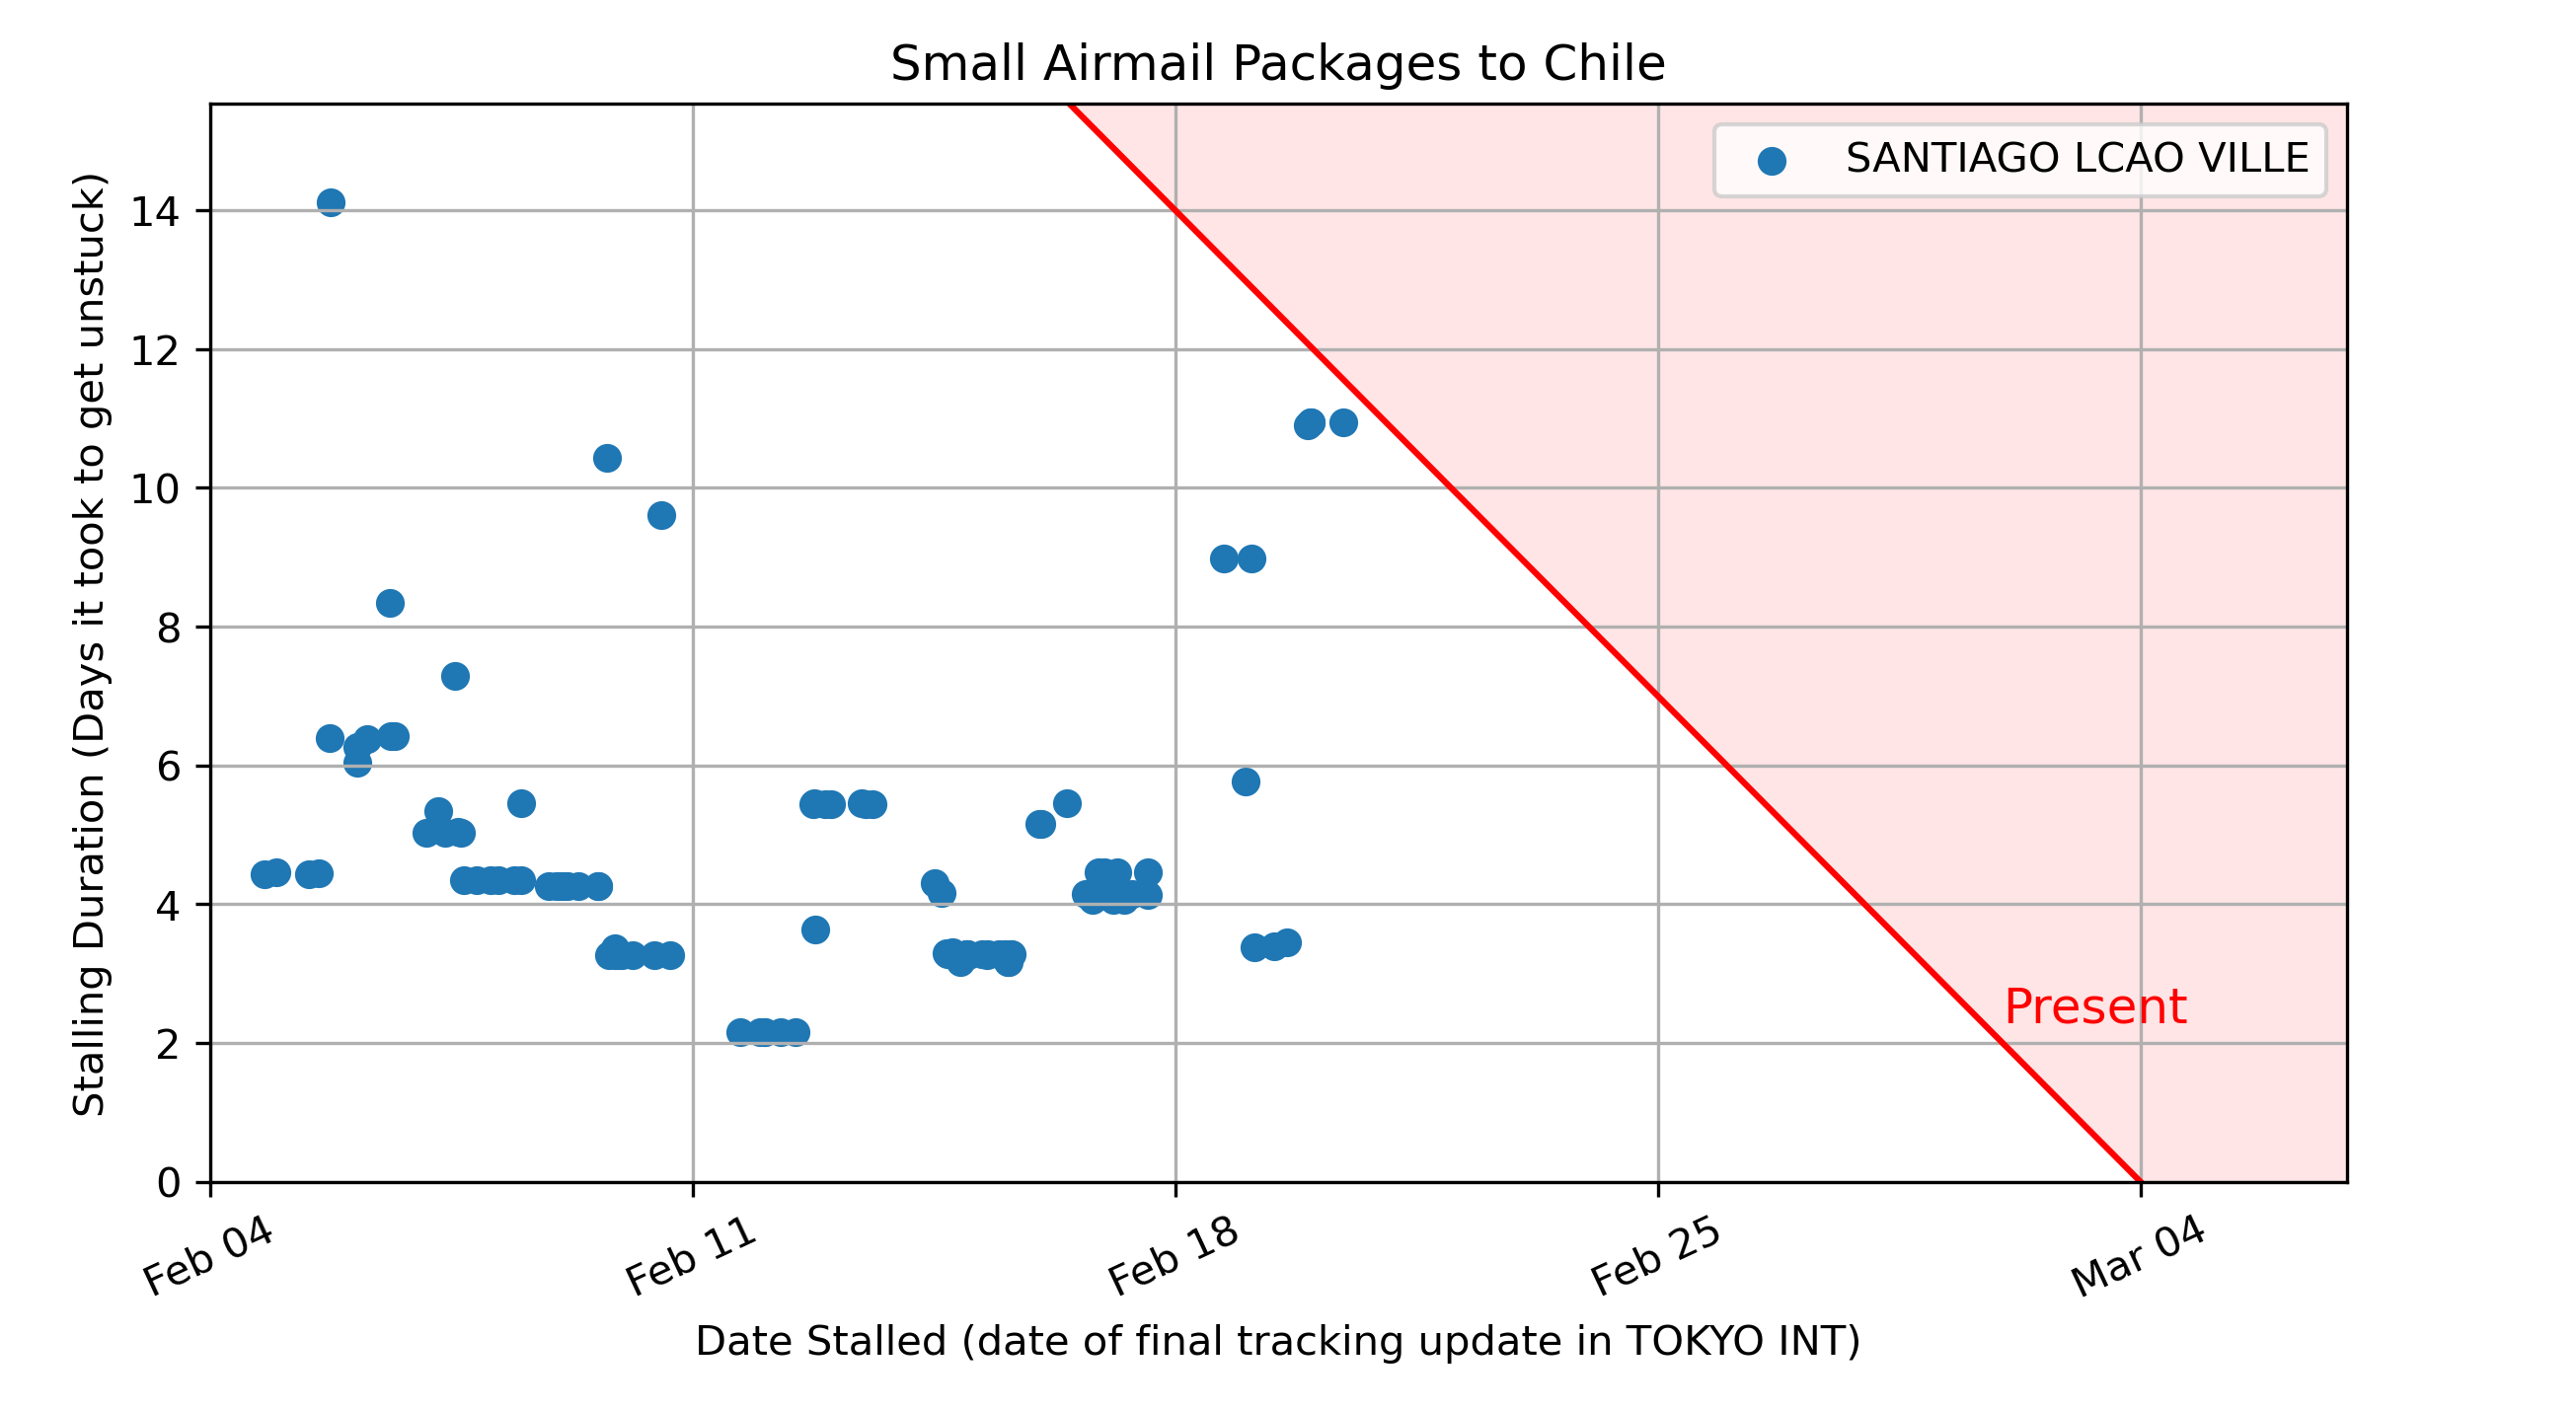 Small Airmail Packages to Chile
SANTIAGO LCAO VILLE
Stalling Duration (Days it took to get unstuck)
14
12
10
8
6
4
2
0
Present
Feb 04
Feb 11
Feb 18
Feb 25
Mar 04
Date Stalled (date of final tracking update in TOKYO INT)